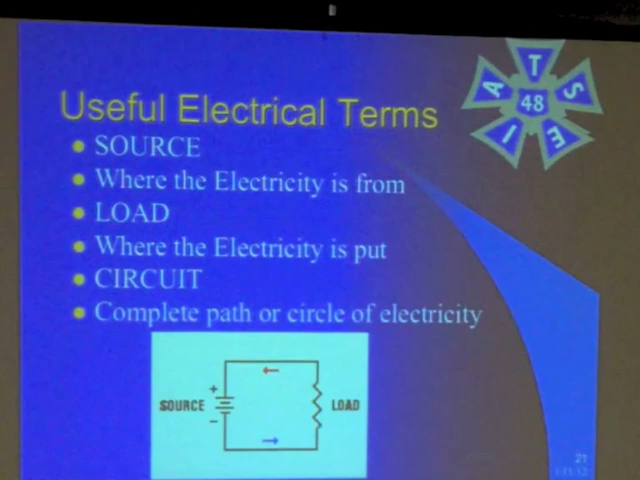 Useful Electrical Terms
SOURCE
Where the Electricity is from
LOAD
Where the Electricity is put
CIRCUIT
Complete path or circle of electricity
I A T S E
48
+
SOURCE
LOAD
−
21